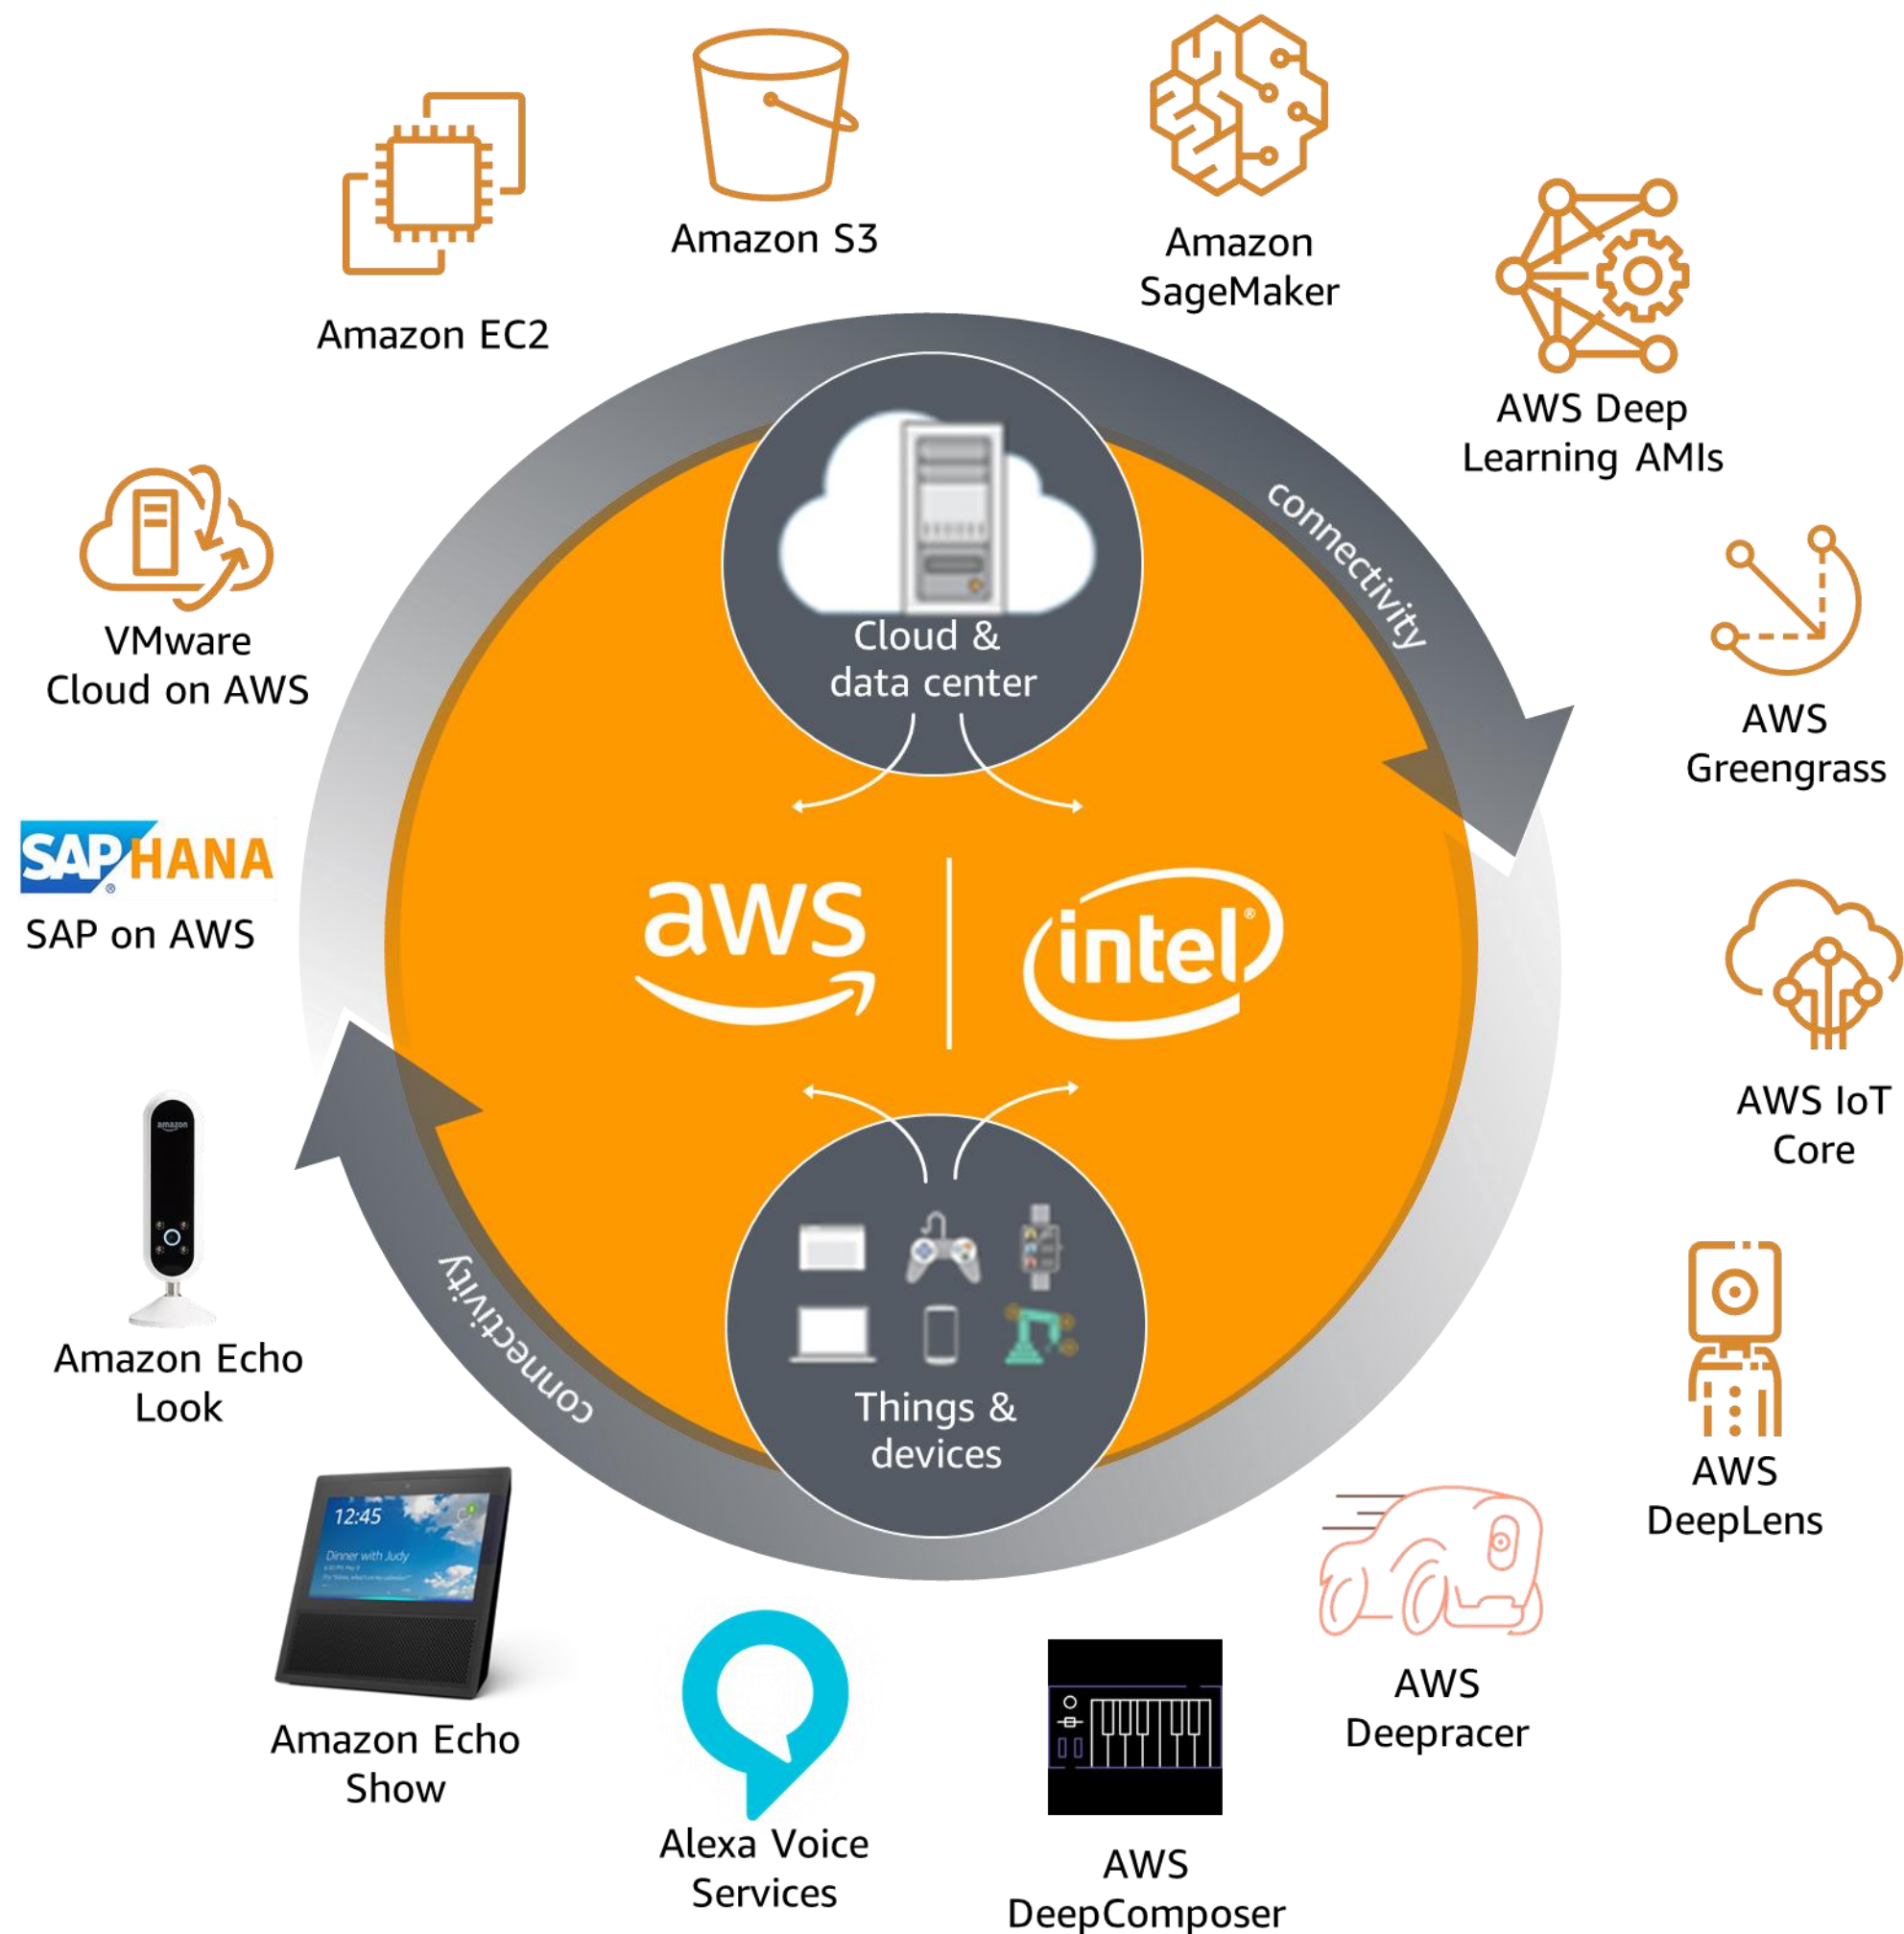 Amazon S3
Amazon
SageMaker
Amazon EC2
AWS Deep
Learning AMIs
connectivity
VMware
Cloud on AWS
Cloud &
data center
AWS
Greengrass
SAP HANA
®
SAP on AWS
aws
intel®
AWS IoT
Core
amazon
Amazon Echo
Look
connectivity
Things &
devices
AWS
DeepLens
12:45
Dinner with Judy
Amazon Echo
Show
AWS
Deepracer
Alexa Voice
Services
AWS
DeepComposer